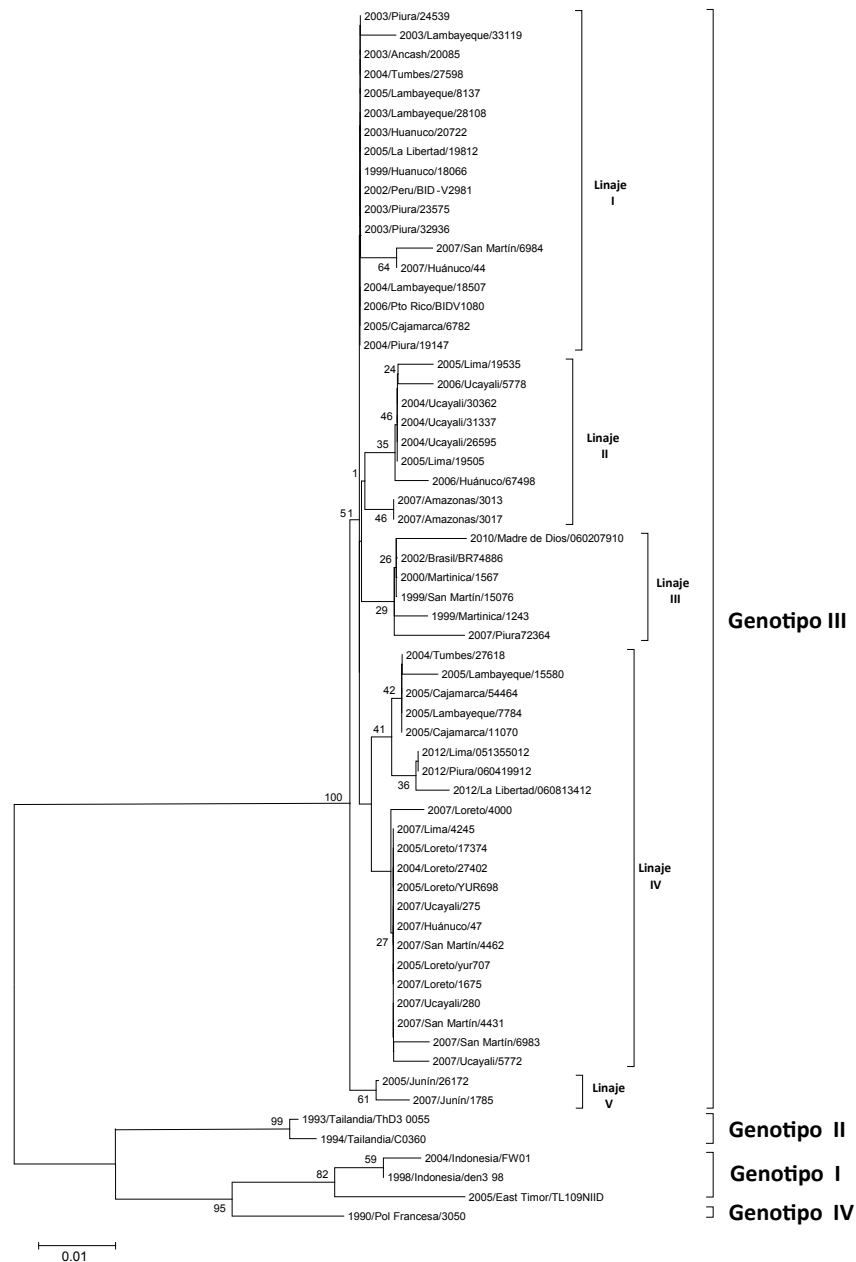 2003/Piura/24539
2003/Lambayeque/33119
2003/Ancash/20085
2004/Tumbes/27598
2005/Lambayeque/8137
2003/Lambayeque/28108
2003/Huanuco/20722
2005/La Libertad/19812
1999/Huanuco/18066
2002/Peru/BID -V2981
2003/Piura/23575
2003/Piura/32936
2007/San Martín/6984
64
2007/Huánuco/44
2004/Lambayeque/18507
2006/Pto Rico/BIDV1080
2005/Cajamarca/6782
2004/Piura/19147
Linaje
I
2005/Lima/19535
24
2006/Ucayali/5778
2004/Ucayali/30362
46
2004/Ucayali/31337
2004/Ucayali/26595
35
2005/Lima/19505
2006/Huánuco/67498
1
2007/Amazonas/3013
46
2007/Amazonas/3017
Linaje
II
51
2010/Madre de Dios/060207910
26
2002/Brasil/BR74886
2000/Martinica/1567
1999/San Martín/15076
29
1999/Martinica/1243
2007/Piura72364
Linaje
III
Genotipo III
2004/Tumbes/27618
2005/Lambayeque/15580
42
2005/Cajamarca/54464
2005/Lambayeque/7784
41
2005/Cajamarca/11070
2012/Lima/051355012
2012/Piura/060419912
36
2012/La Libertad/060813412
100
2007/Loreto/4000
2007/Lima/4245
2005/Loreto/17374
2004/Loreto/27402
2005/Loreto/YUR698
2007/Ucayali/275
2007/Huánuco/47
27
2007/San Martín/4462
2005/Loreto/yur707
2007/Loreto/1675
2007/Ucayali/280
2007/San Martín/4431
2007/San Martín/6983
2007/Ucayali/5772
Linaje
IV
2005/Junín/26172
61
2007/Junín/1785
Linaje
V
99
1993/Tailandia/ThD3 0055
1994/Tailandia/C0360
Genotipo II
59
2004/Indonesia/FW01
82
1998/Indonesia/den3 98
2005/East Timor/TL109NIID
Genotipo I
95
1990/Pol Francesa/3050
Genotipo IV
0.01